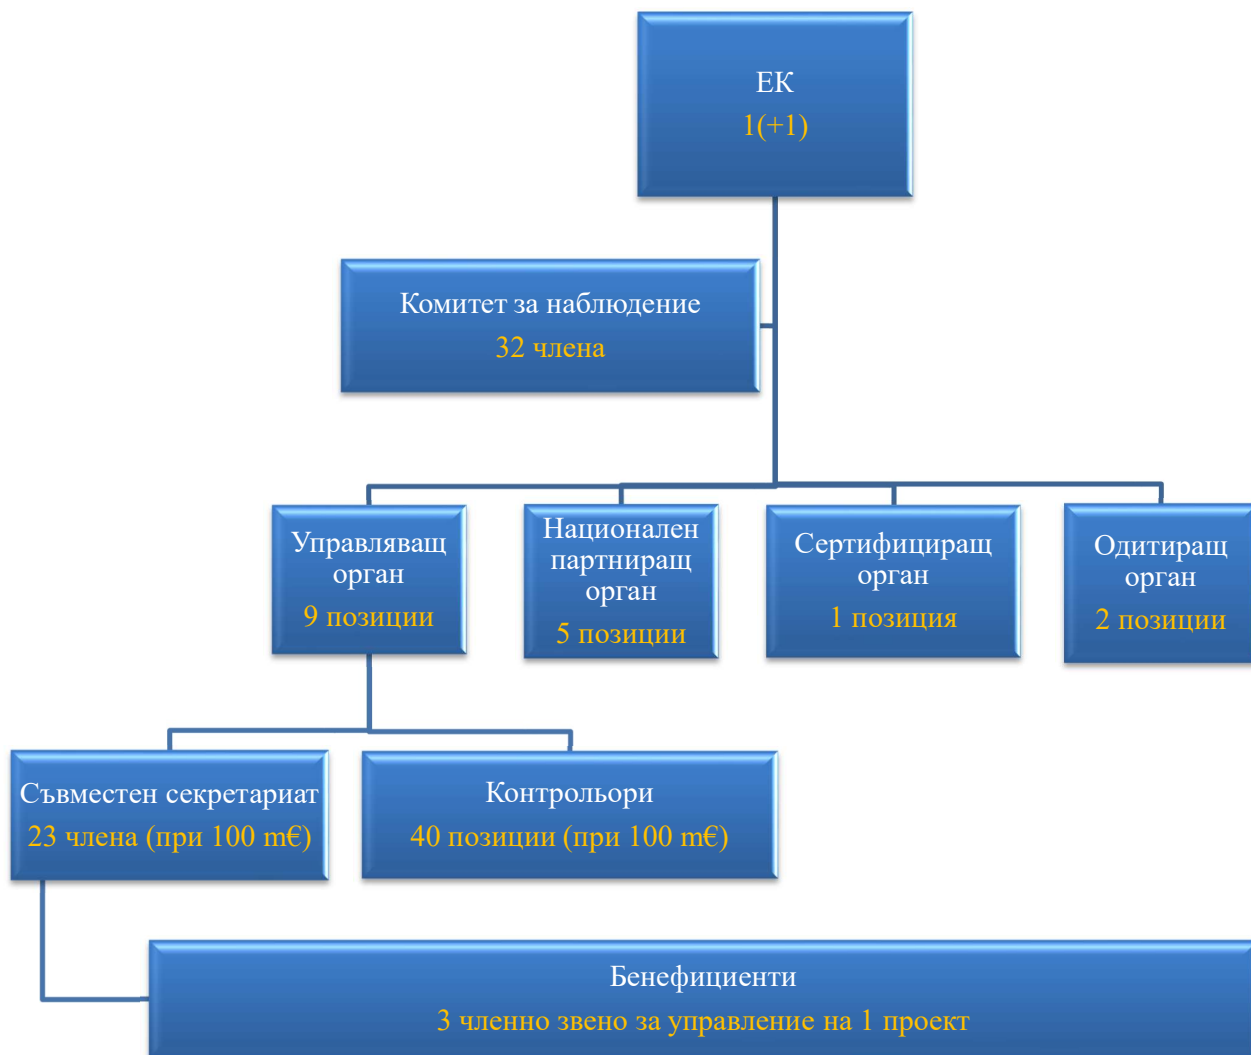 ЕК
1(+1)
Комитет за наблюдение
32 члена
Управляващ
орган
9 позиции
Национален
партниращ
орган
5 позиции
Сертифициращ
орган
1 позиция
Одитиращ
орган
2 позиции
Съвместен секретариат
23 члена (при 100 m€)
Контрольори
40 позиции (при 100 m€)
Бенефициенти
3 членно звено за управление на 1 проект